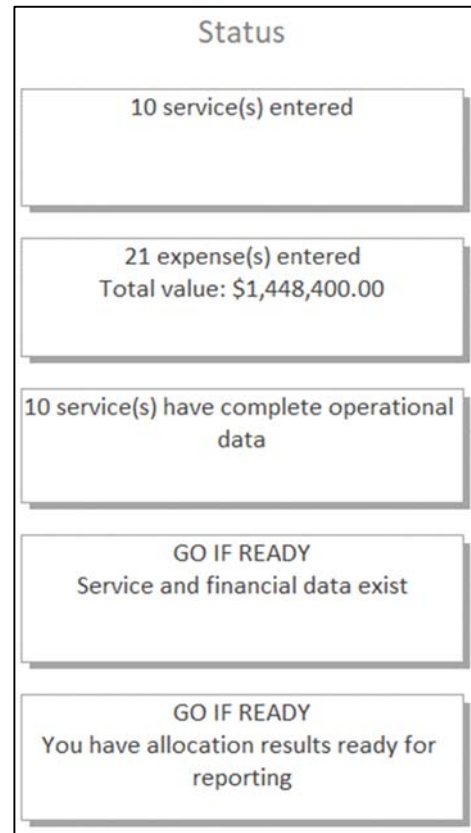 Status
10 service(s) entered
21 expense(s) entered
Total value: $1,448,400.00
10 service(s) have complete operational
data
GO IF READY
Service and financial data exist
GO IF READY
You have allocation results ready for
reporting